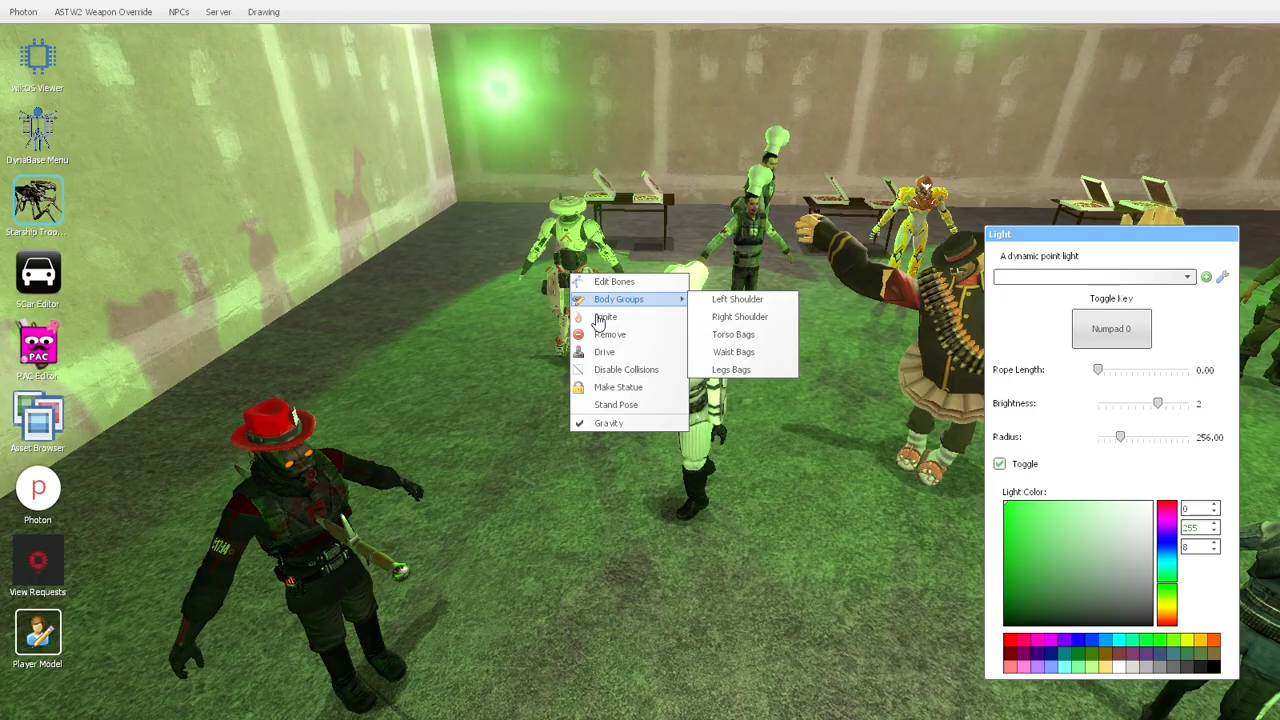 Photon ASTW2 Weapon Override NPCs Server Drawing
wiltOS Viewer
DynaBase Menu
Starship Troo...
SCar Editor
PAC
PAC Editor
Asset Browser
p
Photon
View Requests
Player Model
Edit Bones
Body Groups
Ignite
Remove
Drive
Disable Collisions
Make Statue
Stand Pose
Gravity
Left Shoulder
Right Shoulder
Torso Bags
Waist Bags
Legs Bags
Light
A dynamic point light
Toggle Key
Numpad 0
Rope Length: 0.00
Brightness: 2
Radius: 256.00
Toggle
Light Color:
0
255
8